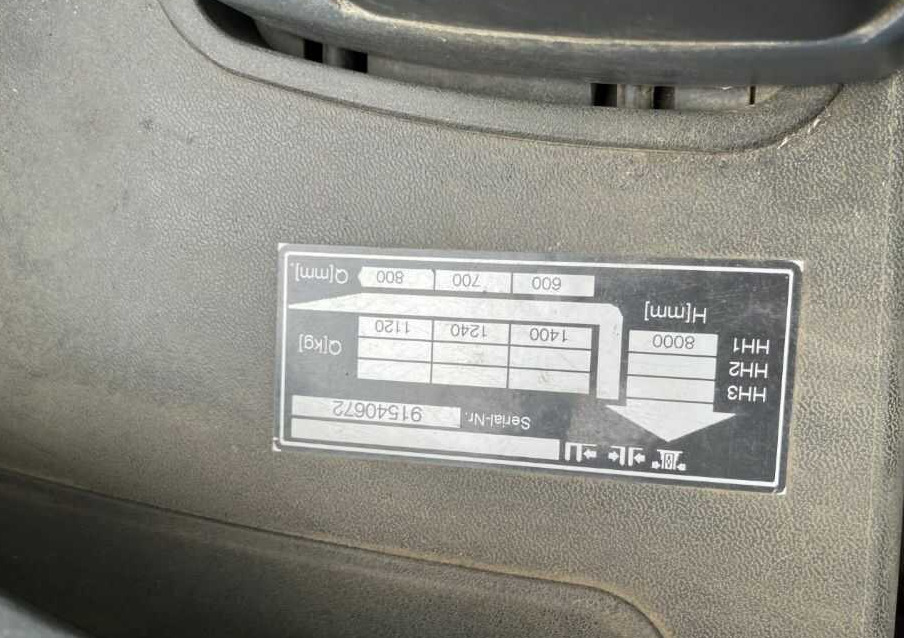 Serial-Nr. 91540672
HH3
HH2
HH1 8000 1400 1240 1120 Q[kg]
H[mm]
600 700 800 Q[mm]